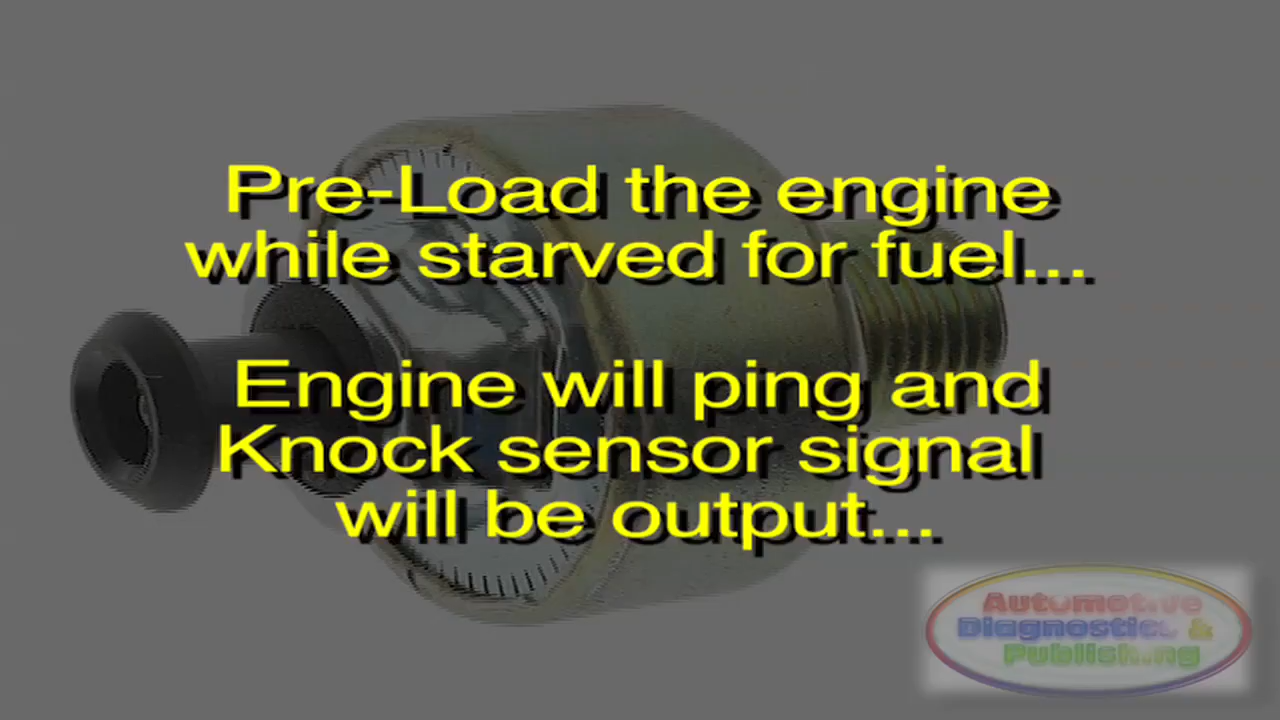 Pre-Load the engine
while starved for fuel...
Engine will ping and
Knock sensor signal
will be output...
Automotive
Diagnostics &
Publishing